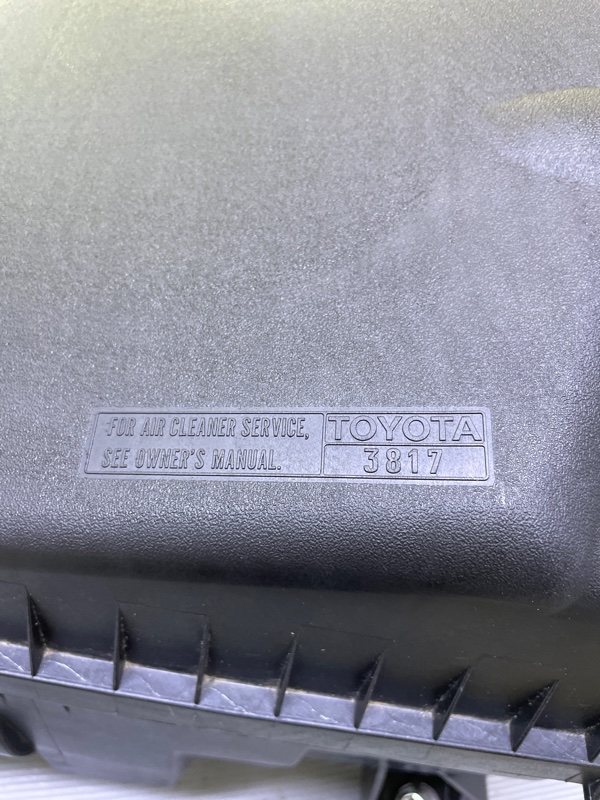 FOR AIR CLEANER SERVICE,
SEE OWNER'S MANUAL.
TOYOTA
3817